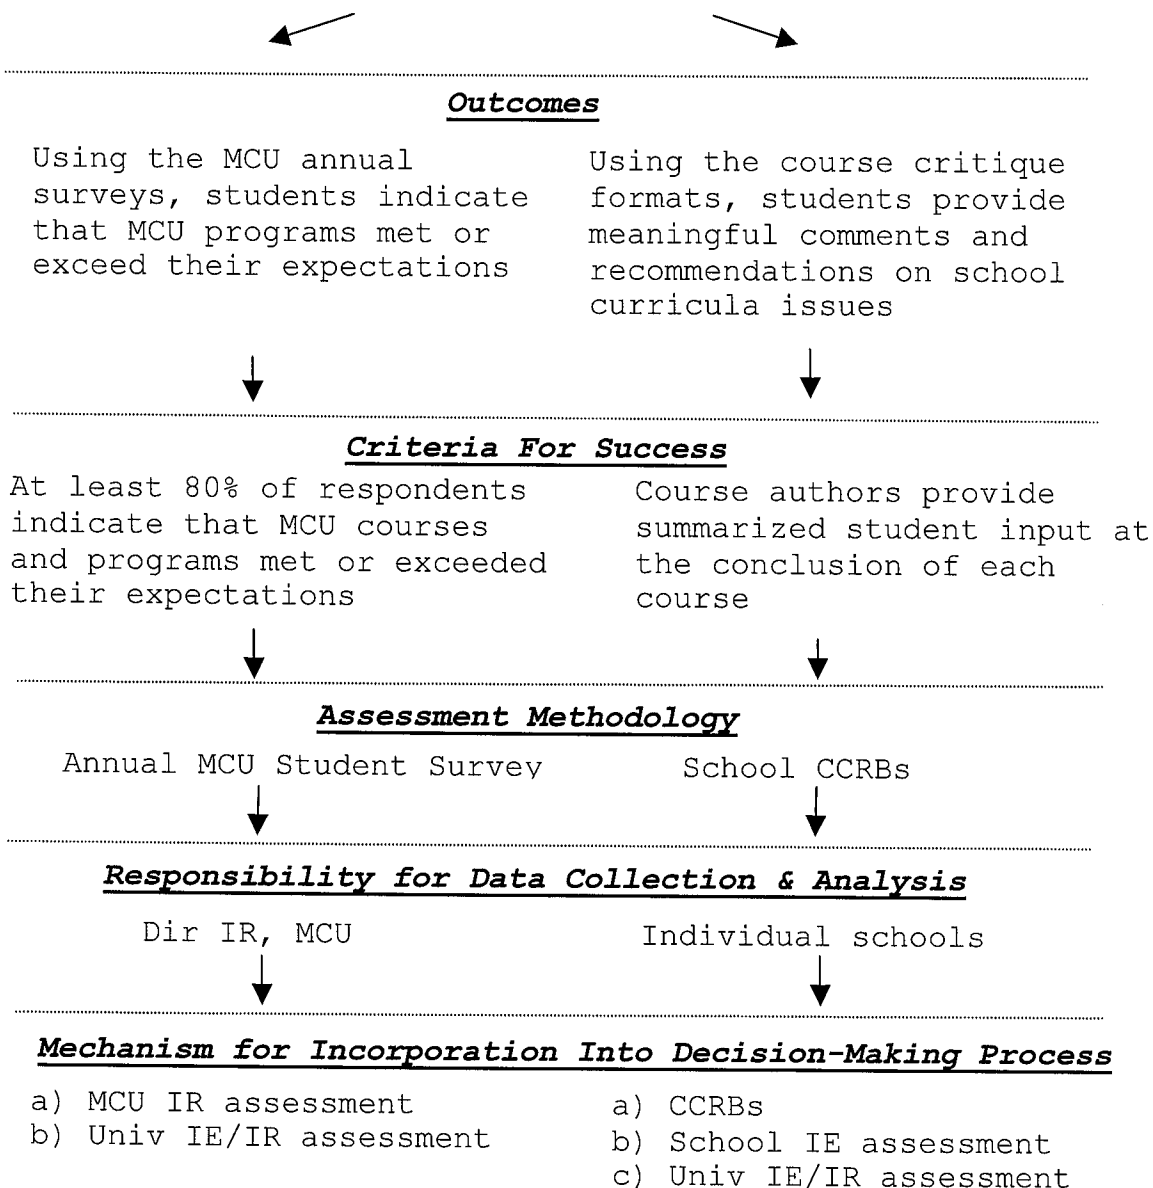 Outcomes
Using the MCU annual
surveys, students indicate
that MCU programs met or
exceed their expectations
Using the course critique
formats, students provide
meaningful comments and
recommendations on school
curricula issues
Criteria For Success
At least 80% of respondents
indicate that MCU courses
and programs met or exceeded
their expectations
Course authors provide
summarized student input at
the conclusion of each
course
Assessment Methodology
Annual MCU Student Survey
School CCRBs
Responsibility for Data Collection & Analysis
Dir IR, MCU
Individual schools
Mechanism for Incorporation Into Decision-Making Process
a) MCU IR assessment
b) Univ IE/IR assessment
a) CCRBs
b) School IE assessment
c) Univ IE/IR assessment